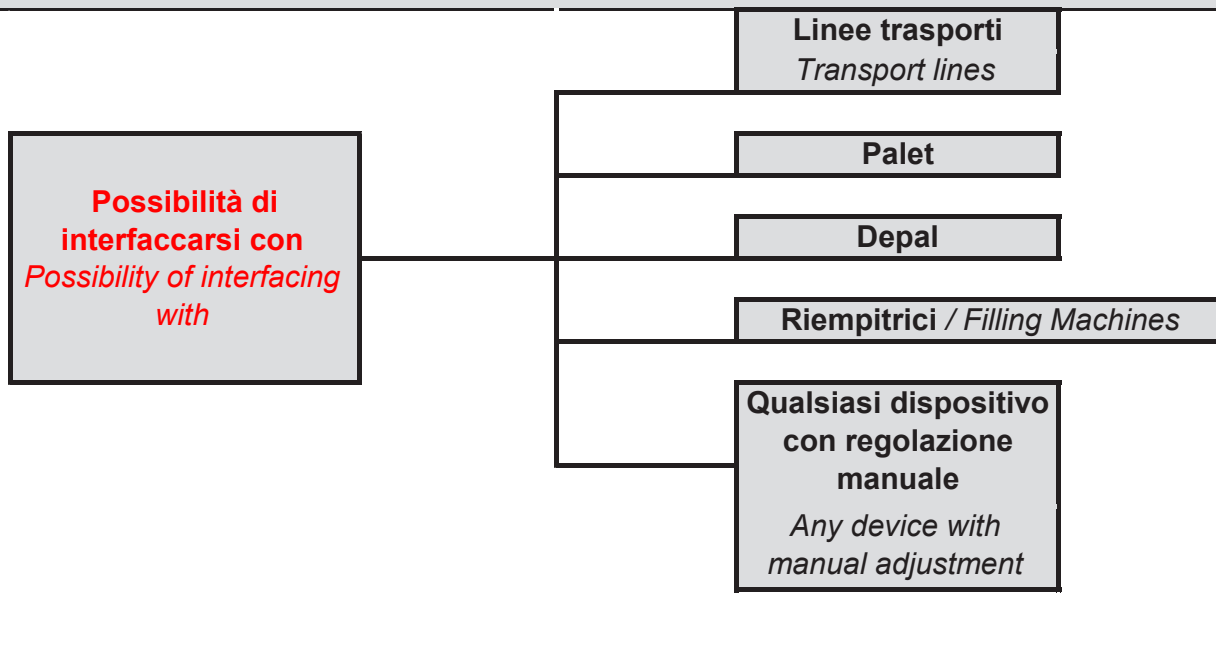 Linee trasporti
Transport lines
Palet
Possibilità di
interfaccarsi con
Possibility of interfacing
with
Depal
Riempitrici / Filling Machines
Qualsiasi dispositivo
con regolazione
manuale
Any device with
manual adjustment